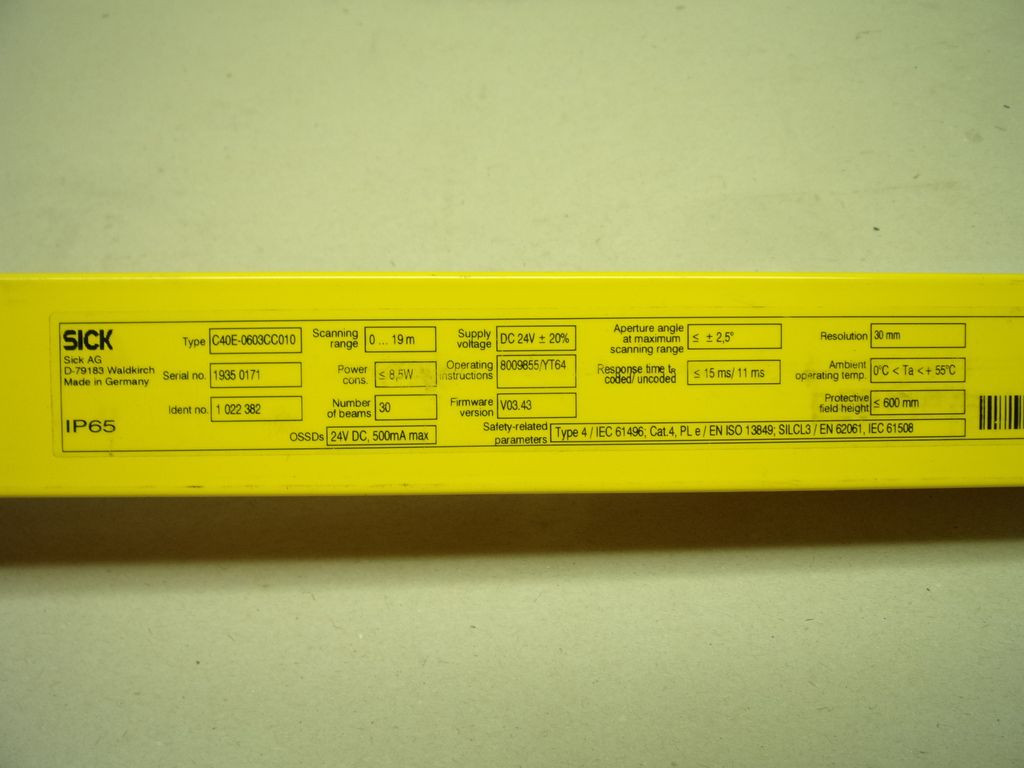 SICK
Sick AG
D-79183 Waldkirch
Made in Germany
IP65
Type C40E-0603CC010
Serial no. 1935 0171
Ident no. 1 022 382
Scanning range 0 ... 19 m
Power cons. ≤ 8,5W
Number of beams 30
OSSDs 24V DC, 500mA max
Supply voltage DC 24V ± 20%
Operating instructions 8009855/YT64
Firmware version V03.43
Safety-related parameters Type 4 / IEC 61496; Cat.4, PL e / EN ISO 13849; SILCL3 / EN 62061, IEC 61508
Aperture angle at maximum scanning range ≤ ± 2,5°
Response time tR coded/ uncoded ≤ 15 ms/ 11 ms
Resolution 30 mm
Ambient operating temp. 0°C < Ta < + 55°C
Protective field height ≤ 600 mm